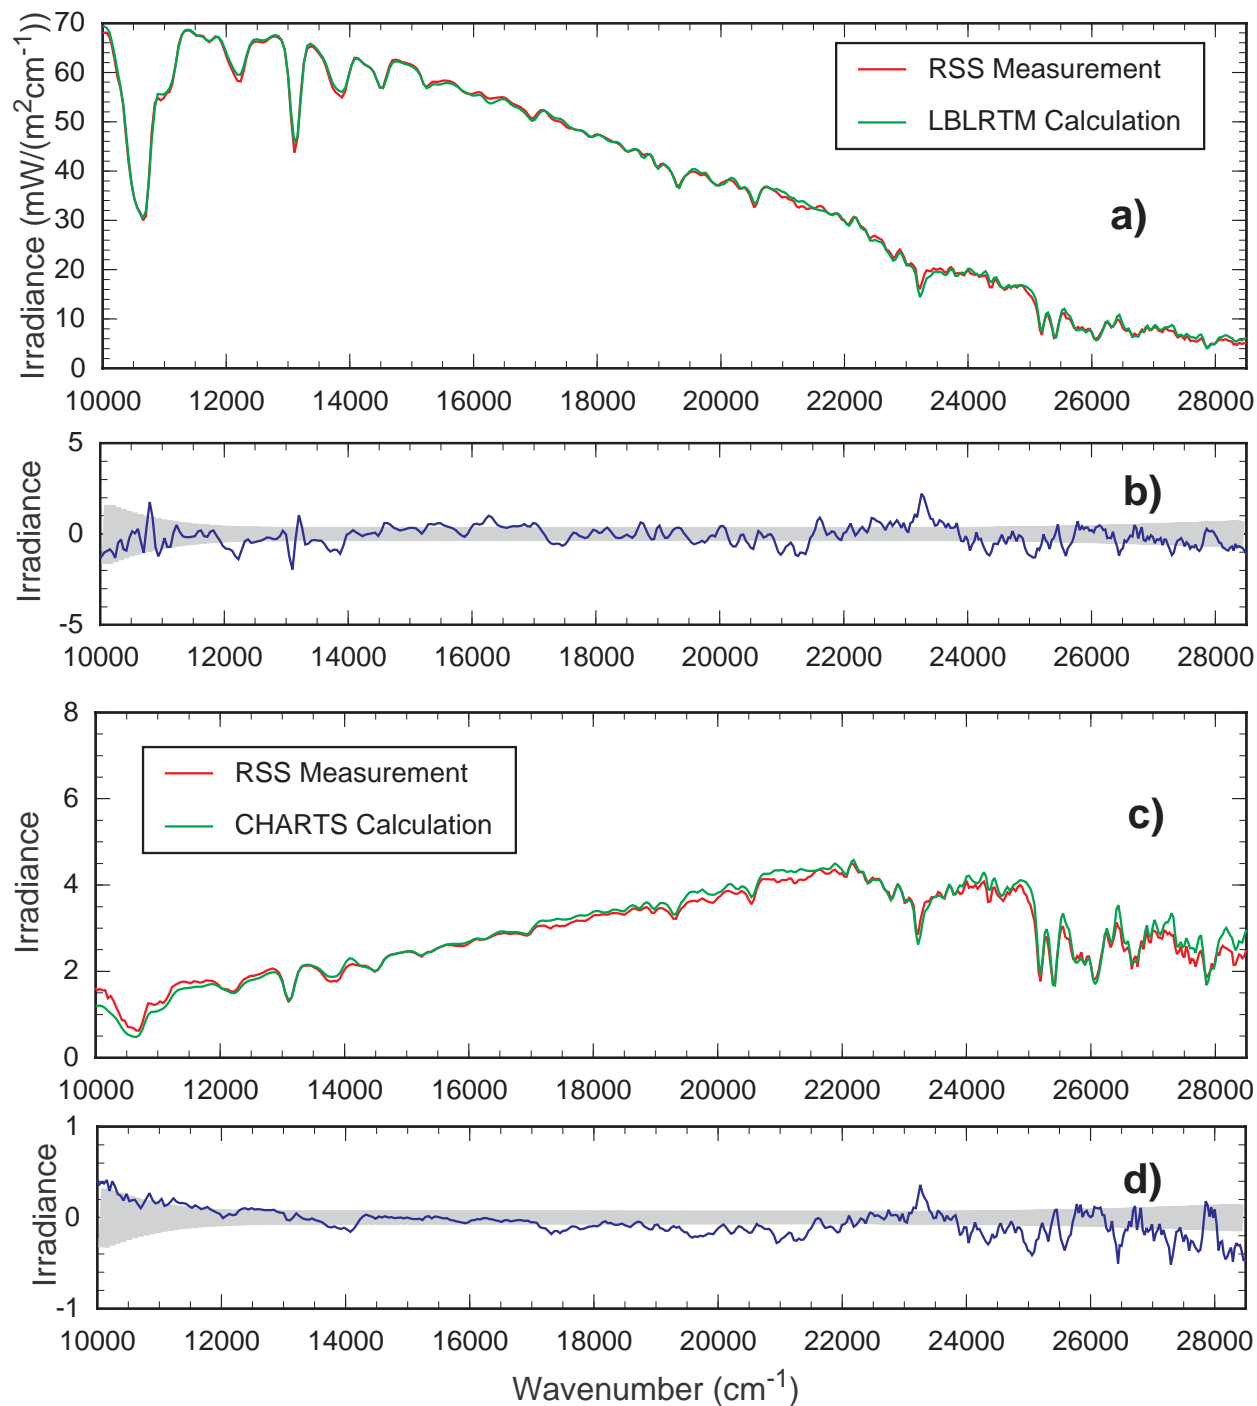 Irradiance (mW/(m²cm⁻¹))
70
60
50
40
30
20
10
0
RSS Measurement
LBLRTM Calculation
a)
10000 12000 14000 16000 18000 20000 22000 24000 26000 28000
Irradiance
5
0
-5
b)
10000 12000 14000 16000 18000 20000 22000 24000 26000 28000
Irradiance
8
6
4
2
0
RSS Measurement
CHARTS Calculation
c)
10000 12000 14000 16000 18000 20000 22000 24000 26000 28000
Irradiance
1
0
-1
d)
10000 12000 14000 16000 18000 20000 22000 24000 26000 28000
Wavenumber (cm⁻¹)